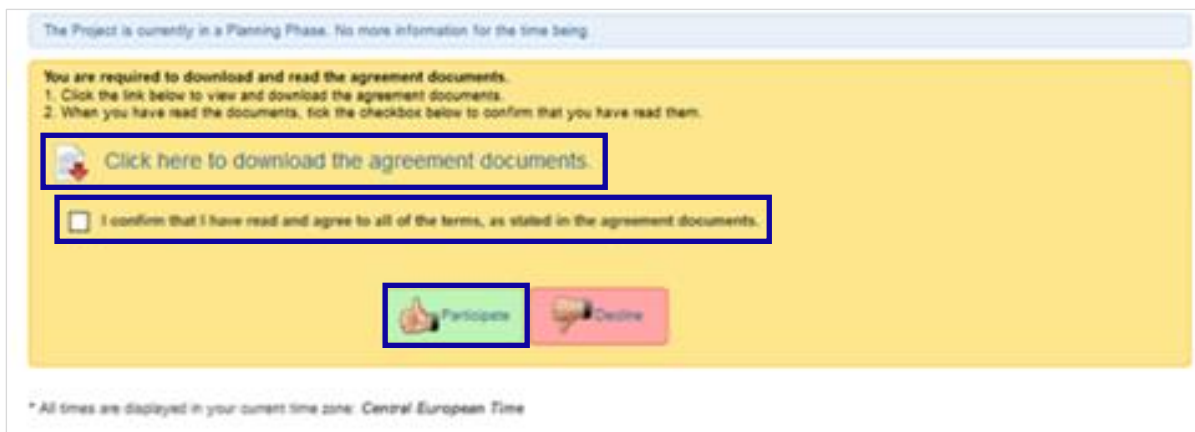 The Project is currently in a Planning Phase. No more information for the time being.
You are required to download and read the agreement documents.
1. Click the link below to view and download the agreement documents.
2. When you have read the documents, tick the checkbox below to confirm that you have read them.
Click here to download the agreement documents.
I confirm that I have read and agree to all of the terms, as stated in the agreement documents.
Participate Decline
* All times are displayed in your current time zone: Central European Time